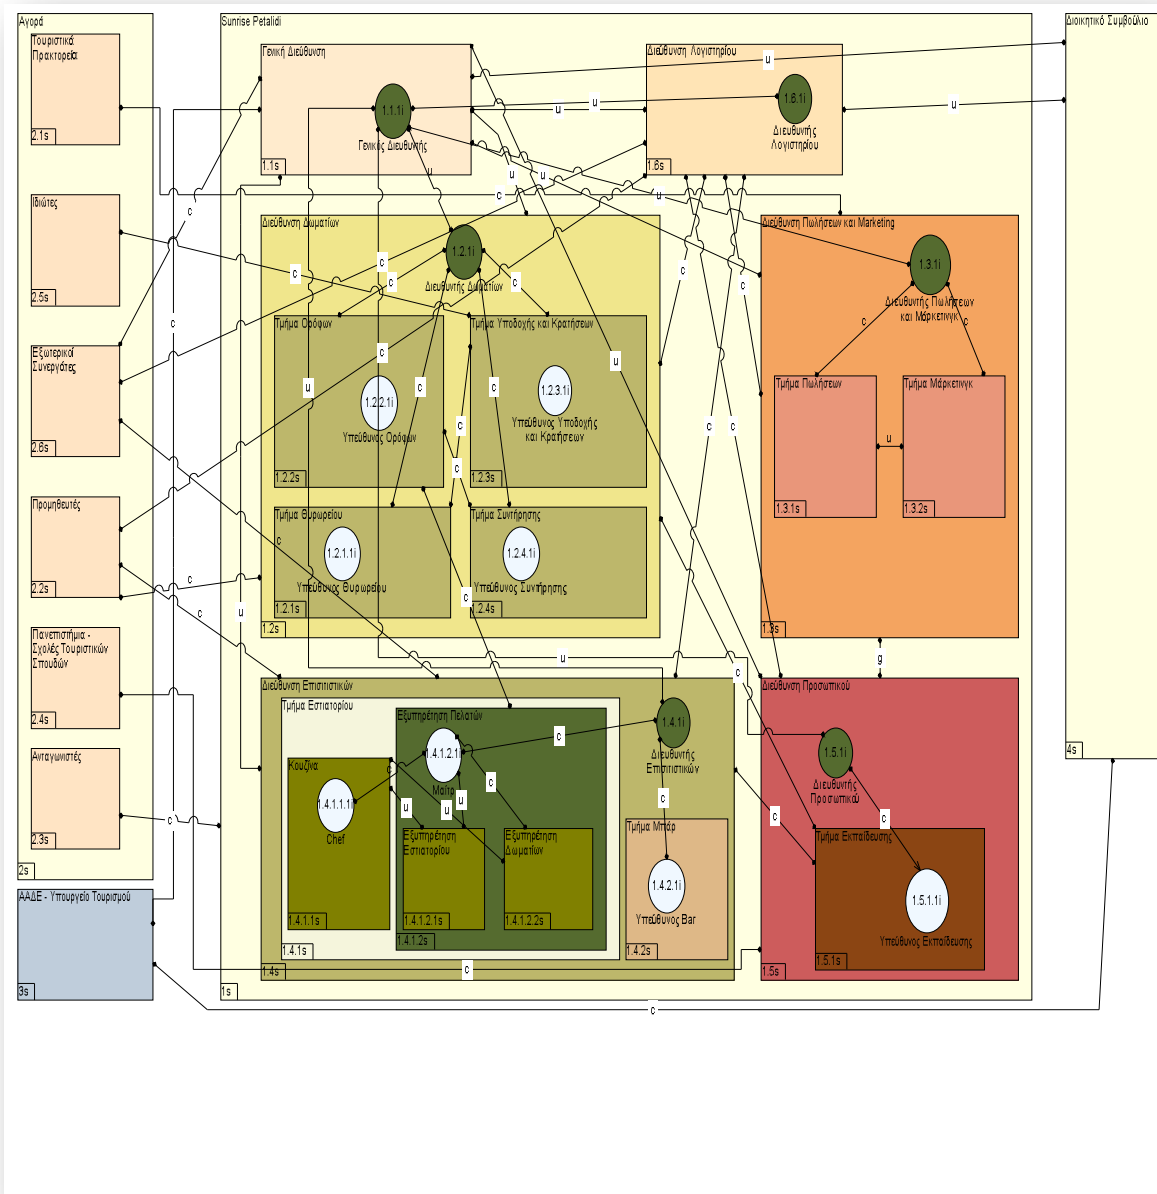 Αγορά
Τουριστικά
Πρακτορεία
2.1s
Ιδιώτες
2.5s
Εξωτερικοί
Συνεργάτες
2.6s
Προμηθευτές
2.2s
Πανεπιστήμια -
Σχολές Τουριστικών
Σπουδών
2.4s
Ανταγωνιστές
2.3s
2s
ΑΑΔΕ - Υπουργείο Τουρισμού
3s
Sunrise Petalidi
Γενική Διεύθυνση
1.1.1i
Γενικός Διευθυντής
1.1s
Διεύθυνση Λογιστηρίου
1.6.1i
Διευθυντής
Λογιστηρίου
1.6s
Διοικητικό Συμβούλιο
4s
Διεύθυνση Δωματίων
1.2.1i
Διευθυντής Δωματίων
Τμήμα Ορόφων
1.2.2.1i
Υπεύθυνος Ορόφων
1.2.2s
Τμήμα Υποδοχής και Κρατήσεων
1.2.3.1i
Υπεύθυνος Υποδοχής
και Κρατήσεων
1.2.3s
Τμήμα Θυρωρείου
1.2.1.1i
Υπεύθυνος Θυρωρείου
1.2.1s
Τμήμα Συντήρησης
1.2.4.1i
Υπεύθυνος Συντήρησης
1.2.4s
1.2s
Διεύθυνση Πωλήσεων και Marketing
1.3.1i
Διευθυντής Πωλήσεων
και Μάρκετινγκ
Τμήμα Πωλήσεων
1.3.1s
Τμήμα Μάρκετινγκ
1.3.2s
1.3s
Διεύθυνση Επισιτιστικών
Τμήμα Εστιατορίου
Κουζίνα
1.4.1.1.1i
Chef
1.4.1.1s
Εξυπηρέτηση Πελατών
1.4.1.2.1i
Μαίτρ
Εξυπηρέτηση
Εστιατορίου
1.4.1.2.1s
Εξυπηρέτηση
Δωματίων
1.4.1.2.2s
1.4.1.2s
1.4.1s
1.4.1i
Διευθυντής
Επισιτιστικών
Τμήμα Μπάρ
1.4.2.1i
Υπεύθυνος Bar
1.4.2s
1.4s
Διεύθυνση Προσωπικού
1.5.1i
Διευθυντής
Προσωπικού
Τμήμα Εκπαίδευσης
1.5.1.1i
Υπεύθυνος Εκπαίδευσης
1.5.1s
1.5s
1s
u
u
u
u
u
u
u
u
c
c
c
c
c
c
c
c
c
c
u
u
c
c
c
c
c
c
c
c
u
c
c
c
c
u
c
u
g
c
c
c
c
c
u
u
c
c
c
c
c
c